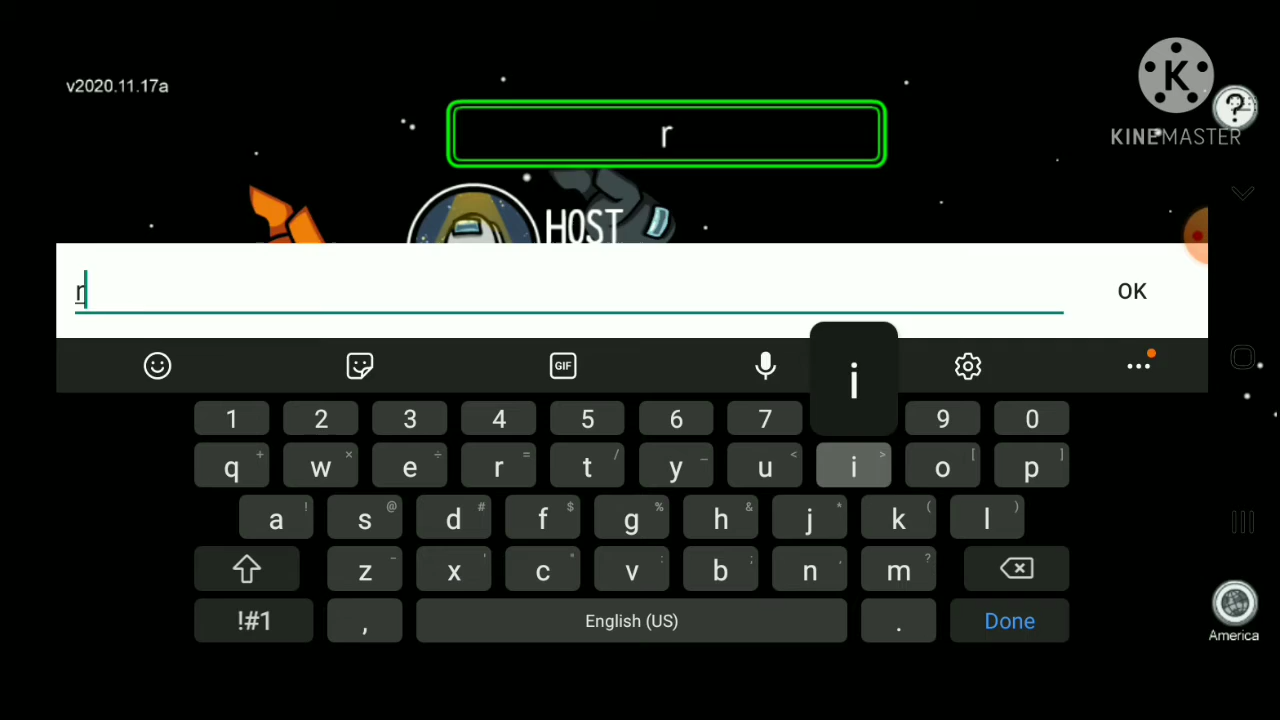 v2020.11.17a
r
K
KINEMASTER
?
HOST
r
OK
GIF
i
1 2 3 4 5 6 7 9 0
q + w × e ÷ r = t / y _ u < i > o [ p ]
a ! s @ d # f $ g % h & j * k ( l )
z - x ' c " v : b ; n , m ?
!#1 , English (US) . Done
America